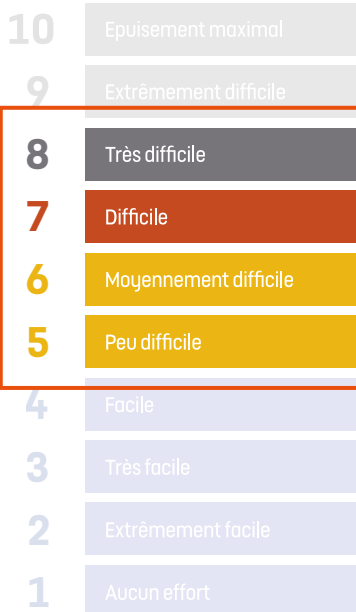 10 Epuisement maximal
9 Extrêmement difficile
8 Très difficile
7 Difficile
6 Moyennement difficile
5 Peu difficile
4 Facile
3 Très facile
2 Extrêmement facile
1 Aucun effort